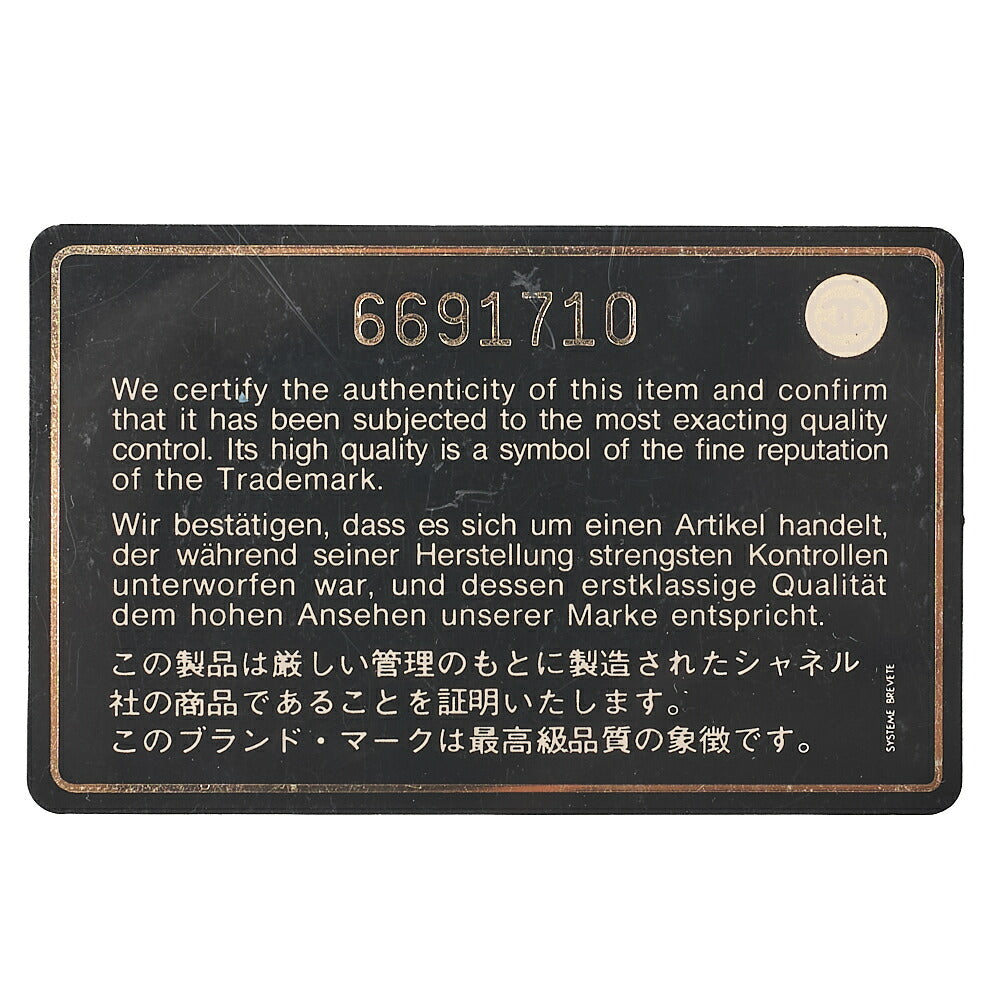 6691710
We certify the authenticity of this item and confirm
that it has been subjected to the most exacting quality
control. Its high quality is a symbol of the fine reputation
of the Trademark.
Wir bestätigen, dass es sich um einen Artikel handelt,
der während seiner Herstellung strengsten Kontrollen
unterworfen war, und dessen erstklassige Qualität
dem hohen Ansehen unserer Marke entspricht.
この製品は厳しい管理のもとに製造されたシャネル
社の商品であることを証明いたします。
このブランド・マークは最高級品質の象徴です。
SYSTEME BREVETE